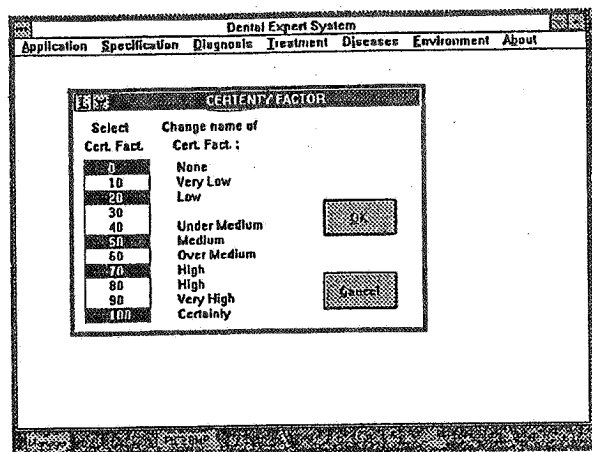 Dental Expert System
Application Specification Diagnosis Treatment Diseases Environment About
CERTENTY FACTOR
Select Change name of
Cert. Fact. Cert. Fact. :
0 None
10 Very Low
20 Low
30
40 Under Medium
50 Medium
60 Over Medium
70 High
80 High
90 Very High
100 Certainly
OK
Cancel